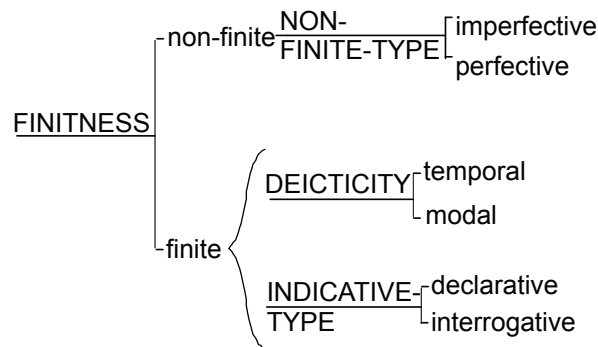 NON-
FINITE-TYPE
imperfective
non-finite
perfective
FINITNESS
DEICTICITY
temporal
modal
finite
INDICATIVE-
TYPE
declarative
interrogative